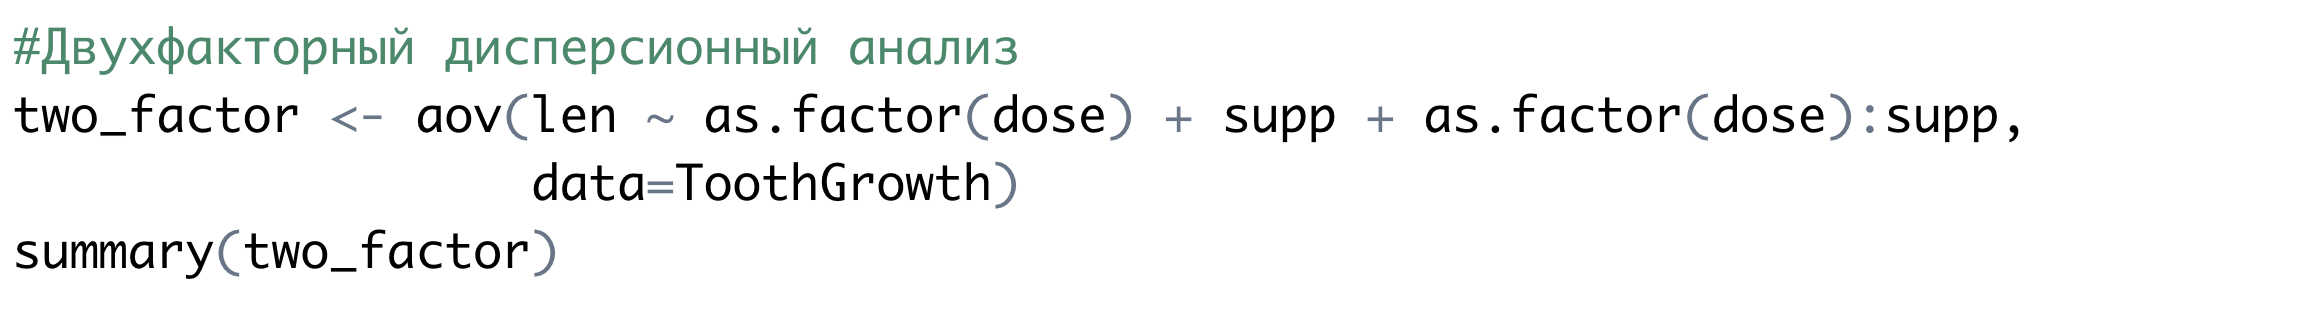 #Двухфакторный дисперсионный анализ
two_factor <- aov(len ~ as.factor(dose) + supp + as.factor(dose):supp,
                  data=ToothGrowth)
summary(two_factor)